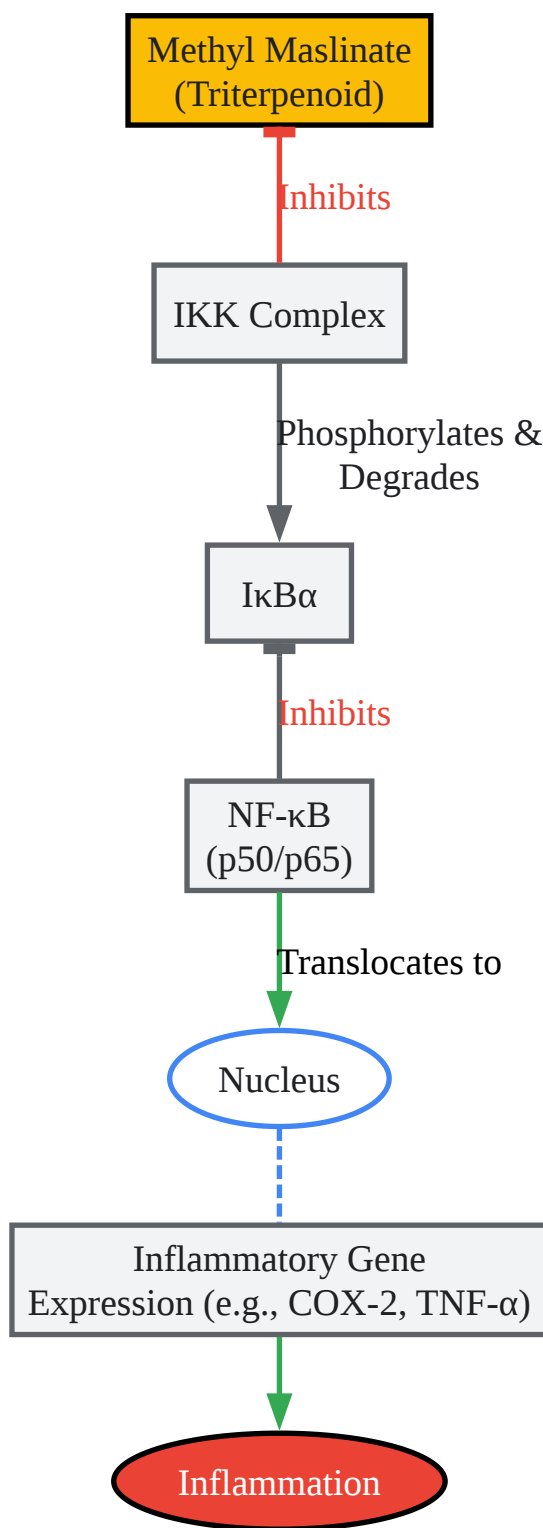 Methyl Maslinate
(Triterpenoid)
Inhibits
IKK Complex
Phosphorylates &
Degrades
IκBα
Inhibits
NF-κB
(p50/p65)
Translocates to
Nucleus
Inflammatory Gene
Expression (e.g., COX-2, TNF-α)
Inflammation